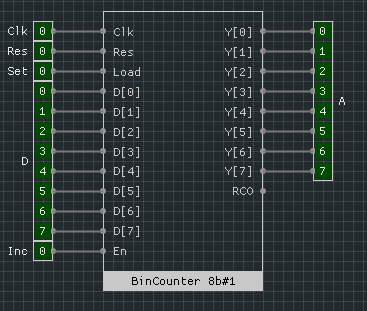 Clk 0 Clk Y[0] 0
Res 0 Res Y[1] 1
Set 0 Load Y[2] 2
0 D[0] Y[3] 3
1 D[1] Y[4] 4 A
2 D[2] Y[5] 5
D 3 D[3] Y[6] 6
4 D[4] Y[7] 7
5 D[5] RCO
6 D[6]
7 D[7]
Inc 0 En
BinCounter 8b#1